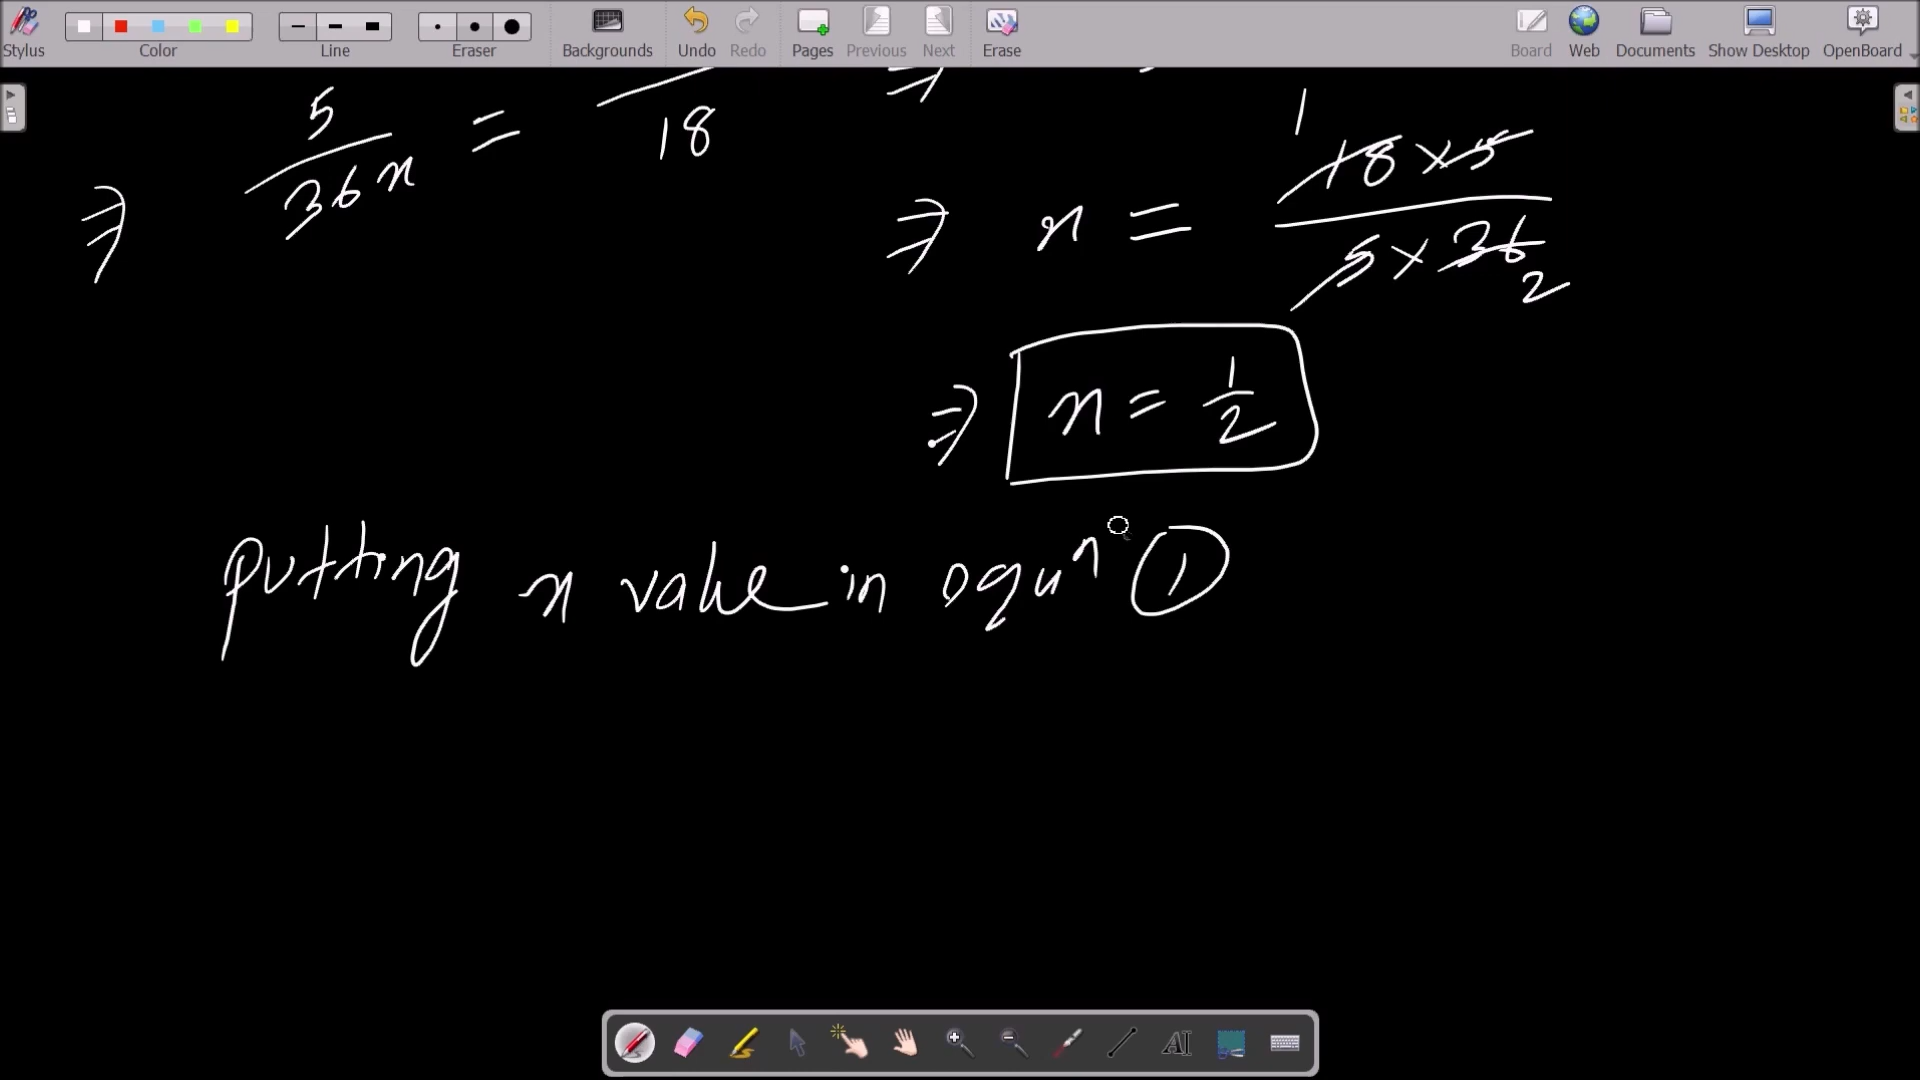 Stylus Color Line Eraser Backgrounds Undo Redo Pages Previous Next Erase Board Web Documents Show Desktop OpenBoard
⇒ 5/36x = /18
⇒ x = 18×5/5×36 1 2
⇒ x = 1/2
putting x value in equⁿ ①